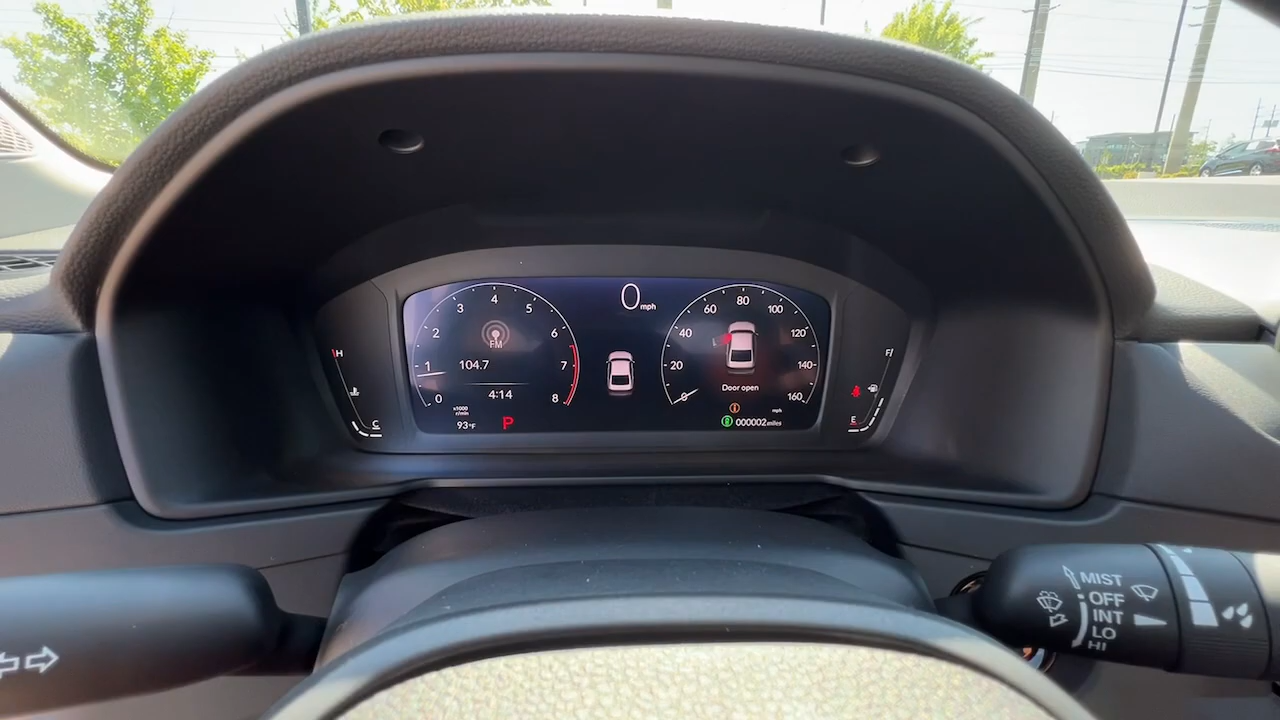 0 mph
4
3
5
2
6
1
7
0
8
FM
104.7
4:14
x1000
r/min
93°F
P
80
60
100
40
120
20
140
0
160
Door open
mph
000002 miles
H
C
F
E
MIST
OFF
INT
LO
HI